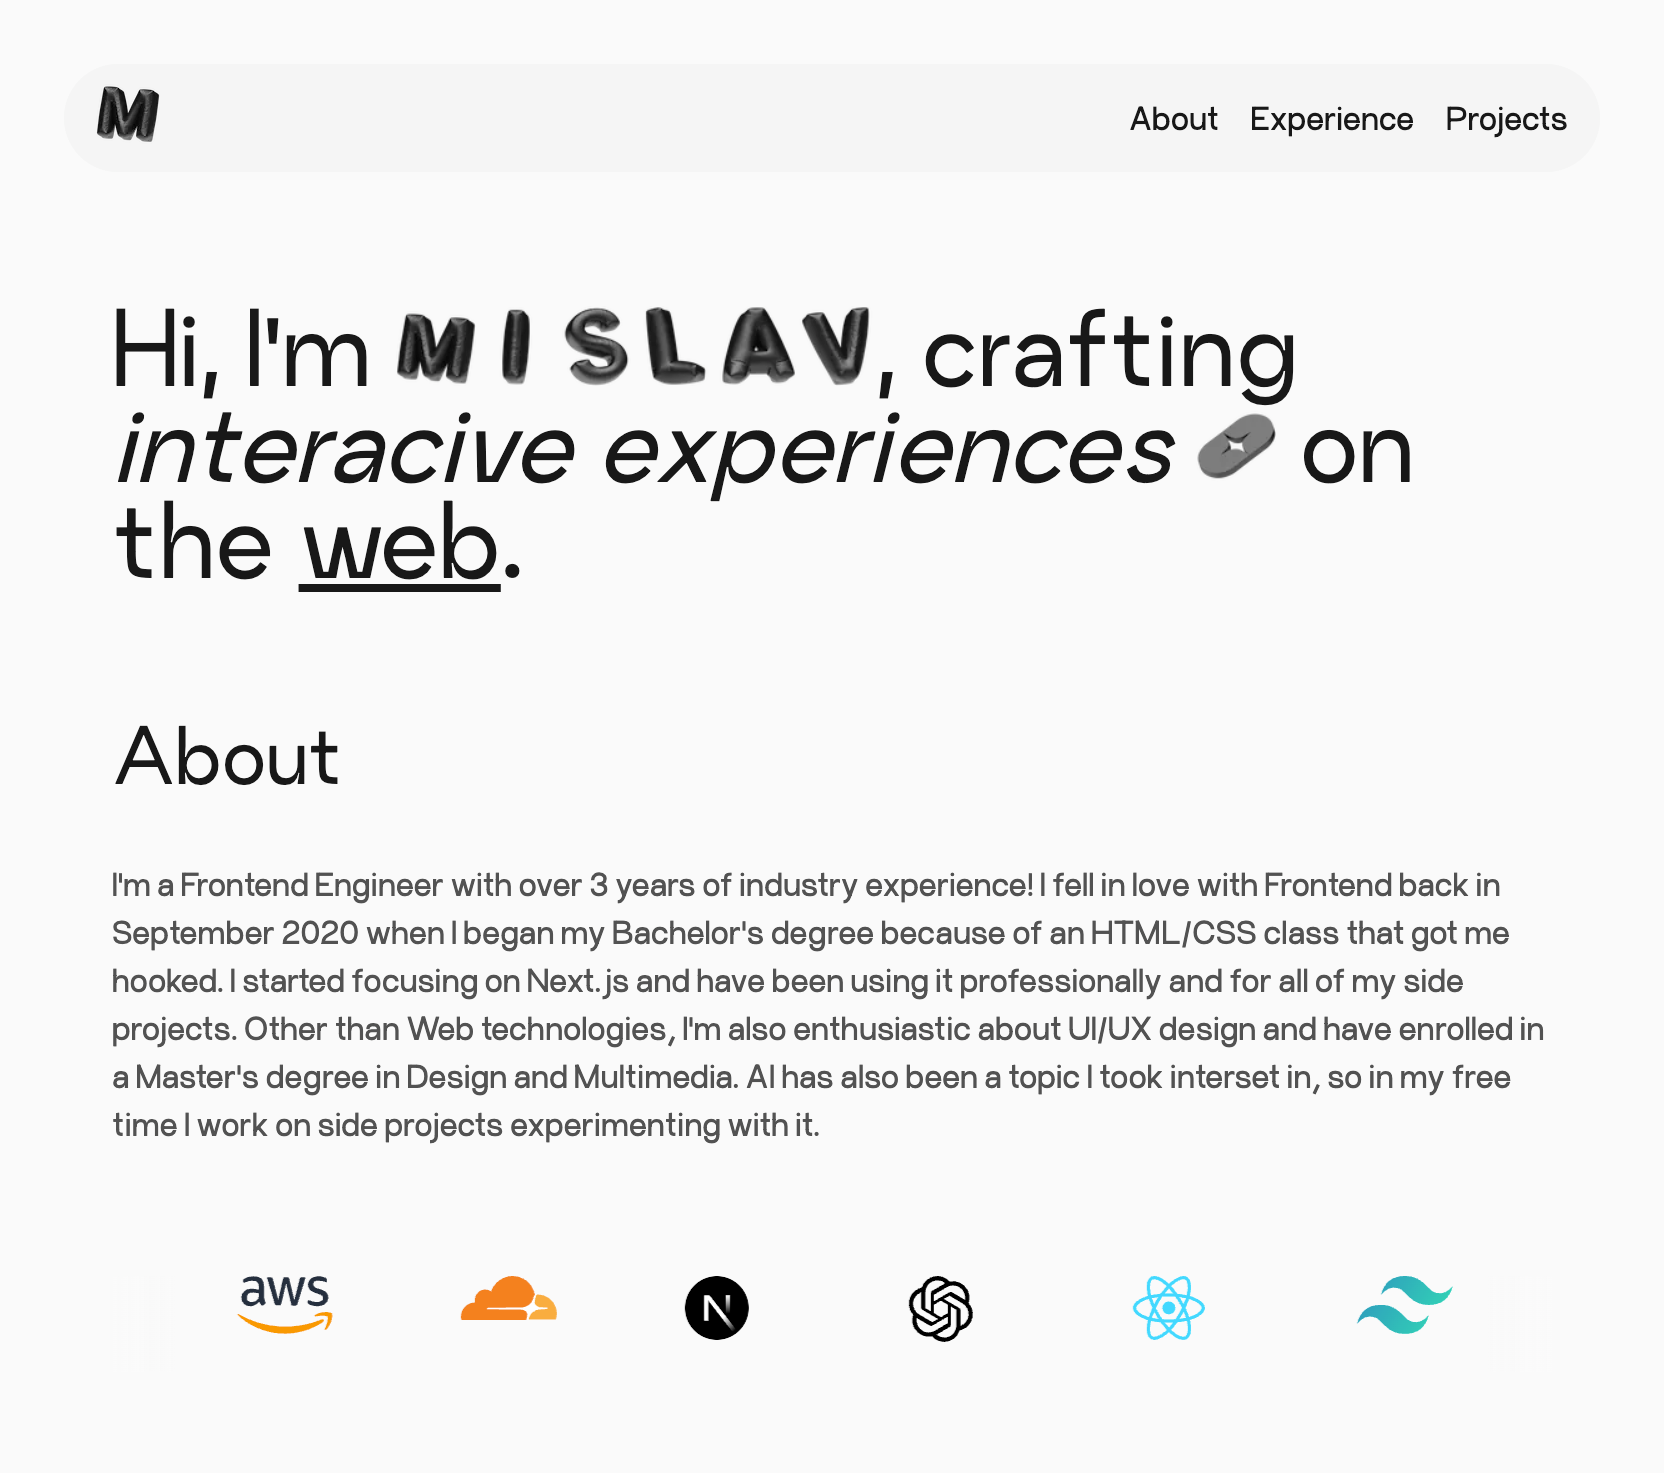 M
About Experience Projects
Hi, I'm MISLAV, crafting
interacive experiences on
the web.
About
I'm a Frontend Engineer with over 3 years of industry experience! I fell in love with Frontend back in
September 2020 when I began my Bachelor's degree because of an HTML/CSS class that got me
hooked. I started focusing on Next.js and have been using it professionally and for all of my side
projects. Other than Web technologies, I'm also enthusiastic about UI/UX design and have enrolled in
a Master's degree in Design and Multimedia. AI has also been a topic I took interset in, so in my free
time I work on side projects experimenting with it.
aws N